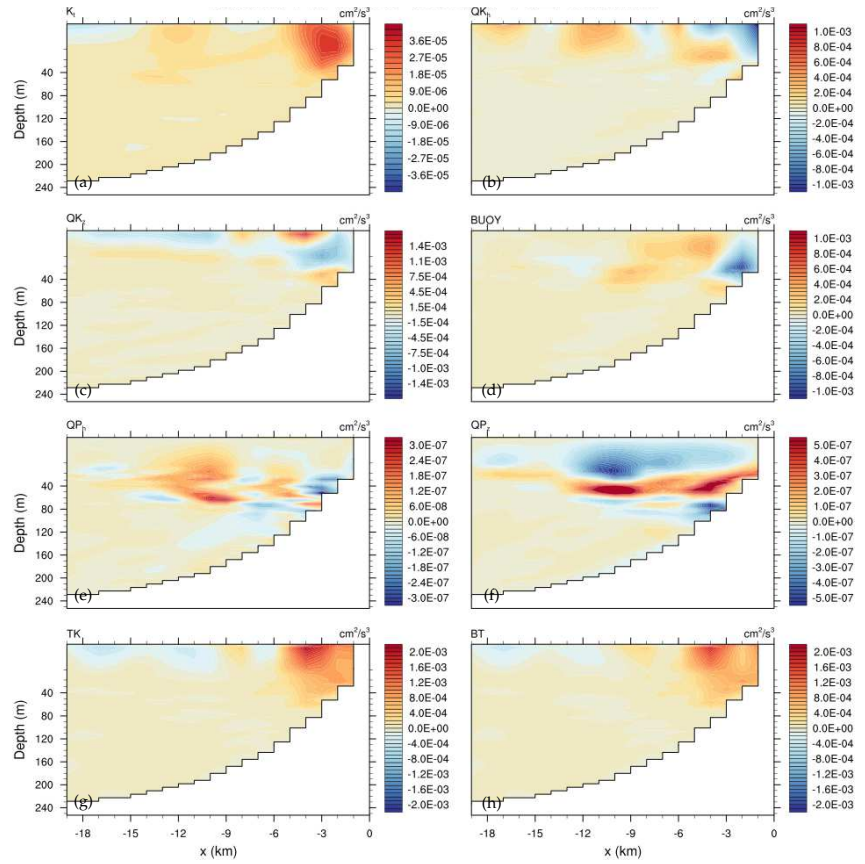 K_t cm²/s³
4.5E-05
3.6E-05
2.7E-05
1.8E-05
9.0E-06
0.0E+00
-9.0E-06
-1.8E-05
-2.7E-05
-3.6E-05
40
80
120
160
200
240
Depth (m)
(a)
QK_h cm²/s³
1.0E-03
8.0E-04
6.0E-04
4.0E-04
2.0E-04
0.0E+00
-2.0E-04
-4.0E-04
-6.0E-04
-8.0E-04
-1.0E-03
(b)
QK_z cm²/s³
1.4E-03
1.1E-03
7.5E-04
4.5E-04
1.5E-04
-1.5E-04
-4.5E-04
-7.5E-04
-1.0E-03
-1.4E-03
40
80
120
160
200
240
Depth (m)
(c)
BUOY cm²/s³
1.0E-03
8.0E-04
6.0E-04
4.0E-04
2.0E-04
0.0E+00
-2.0E-04
-4.0E-04
-6.0E-04
-8.0E-04
-1.0E-03
(d)
QP_h cm²/s³
3.0E-07
2.4E-07
1.8E-07
1.2E-07
6.0E-08
0.0E+00
-6.0E-08
-1.2E-07
-1.8E-07
-2.4E-07
-3.0E-07
40
80
120
160
200
240
Depth (m)
(e)
QP_z cm²/s³
5.0E-07
4.0E-07
3.0E-07
2.0E-07
1.0E-07
0.0E+00
-1.0E-07
-2.0E-07
-3.0E-07
-4.0E-07
-5.0E-07
(f)
TK cm²/s³
2.0E-03
1.6E-03
1.2E-03
8.0E-04
4.0E-04
0.0E+00
-4.0E-04
-8.0E-04
-1.2E-03
-1.6E-03
-2.0E-03
40
80
120
160
200
240
Depth (m)
(g)
-18 -15 -12 -9 -6 -3 0
x (km)
BT cm²/s³
2.0E-03
1.6E-03
1.2E-03
8.0E-04
4.0E-04
0.0E+00
-4.0E-04
-8.0E-04
-1.2E-03
-1.6E-03
-2.0E-03
(h)
-18 -15 -12 -9 -6 -3 0
x (km)